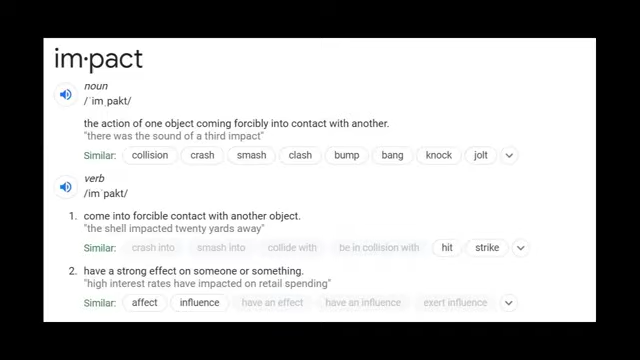 im·pact
noun
/ˈimˌpakt/
the action of one object coming forcibly into contact with another.
"there was the sound of a third impact"
Similar: collision crash smash clash bump bang knock jolt
verb
/imˈpakt/
1. come into forcible contact with another object.
"the shell impacted twenty yards away"
Similar: crash into smash into collide with be in collision with hit strike
2. have a strong effect on someone or something.
"high interest rates have impacted on retail spending"
Similar: affect influence have an effect have an influence exert influence